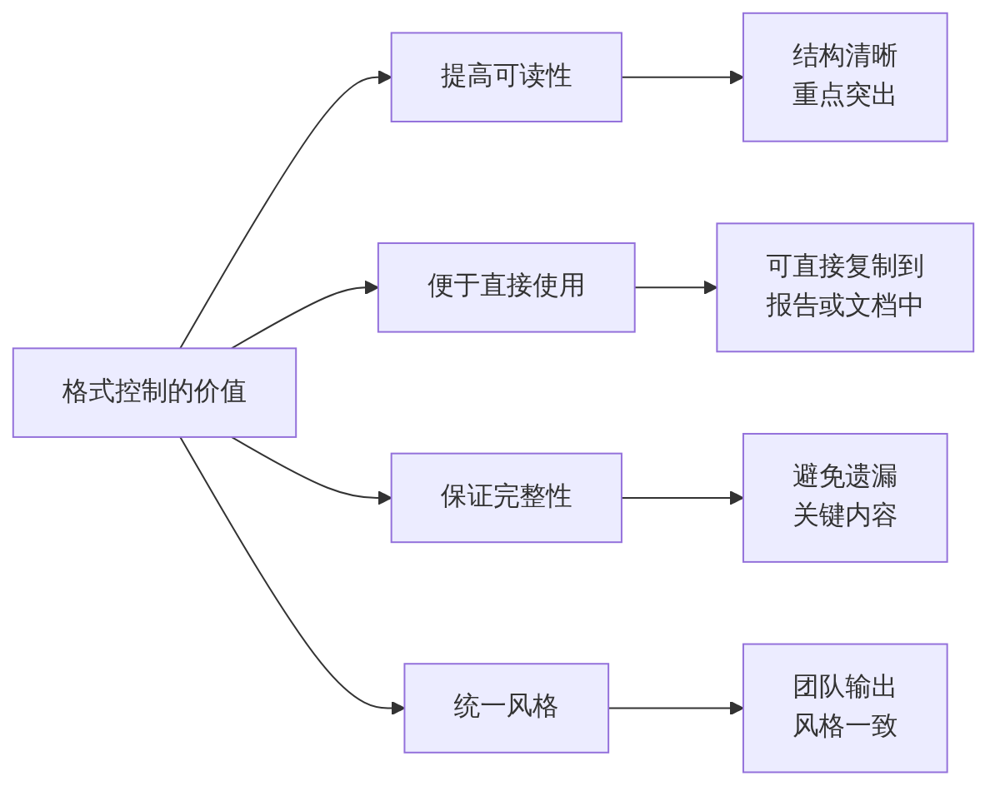 格式控制的价值
提高可读性
结构清晰
重点突出
便于直接使用
可直接复制到
报告或文档中
保证完整性
避免遗漏
关键内容
统一风格
团队输出
风格一致